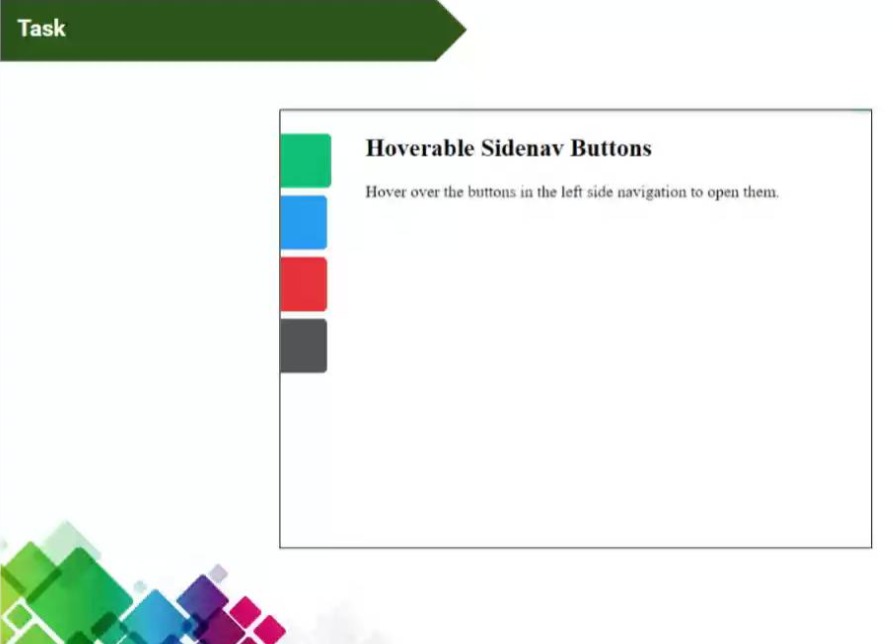 Task
Hoverable Sidenav Buttons
Hover over the buttons in the left side navigation to open them.